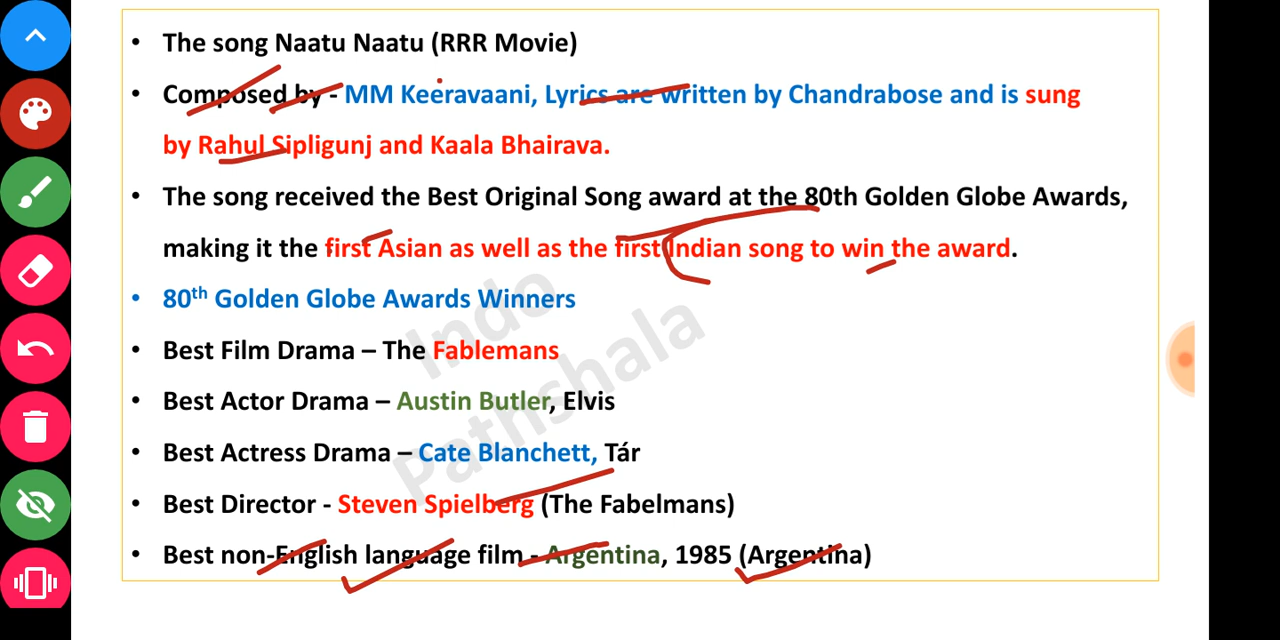 • The song Naatu Naatu (RRR Movie)
• Composed by - MM Keeravaani, Lyrics are written by Chandrabose and is sung
by Rahul Sipligunj and Kaala Bhairava.
• The song received the Best Original Song award at the 80th Golden Globe Awards,
making it the first Asian as well as the first Indian song to win the award.
• 80th Golden Globe Awards Winners
• Best Film Drama – The Fablemans
• Best Actor Drama – Austin Butler, Elvis
• Best Actress Drama – Cate Blanchett, Tár
• Best Director - Steven Spielberg (The Fabelmans)
• Best non-English language film - Argentina, 1985 (Argentina)
Indo
Pathshala